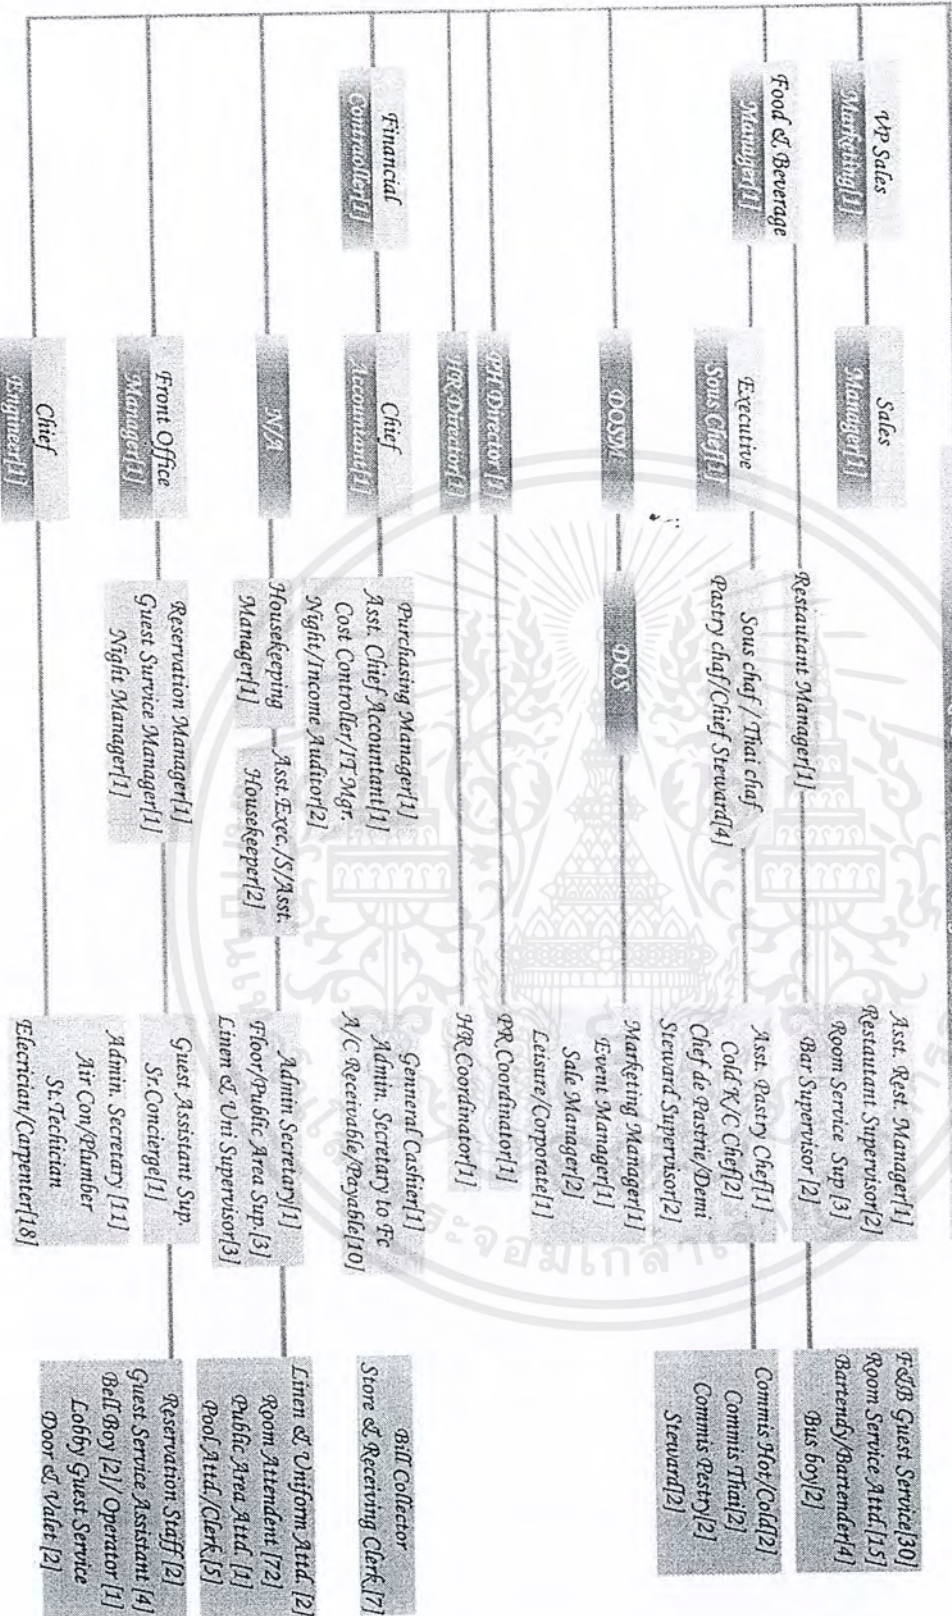 VP Sales
Marketing[1]
Sales
Manager[1]
Asst. Rest. Manager[1]
Restautant Supervisor[2]
Room Service Sup [3]
Bar Supervisor [2]
F&B Guest Service[30]
Room Service Attd [15]
Bartendy/Bartender[4]
Bus boy[2]
Restautant Manager[1]
Food & Beverage
Manager[1]
Executive
Sous Chef[1]
Sous chaf / Thai chaf
Pastry chaf/Chief Steward[4]
Asst. Pastry Chef[1]
Cold K/C Chef[2]
Chef de Pastrie/Demi
Steward Supervisor[2]
Commis Hot/Cold[2]
Commis Thai[2]
Commis Pestry[2]
Steward[2]
DOSM
DOS
Marketing Manager[1]
Event Manager[1]
Sale Manager[2]
Leisure/Corporate[1]
PH Director [1]
PR Coordinator[1]
HR Director[1]
HR Coordinator[1]
Financial
Controller[1]
Chief
Accountant[1]
Purchasing Manager[1]
Asst. Chief Accountant[1]
Cost Controller/IT Mgr.
Night/Income Auditor[2]
Genneral Cashier[1]
Admin. Secretary to Fc
A/C Receivable/Payable[10]
Bill Collector
Store & Receiving Clerk[7]
N/A
Housekeeping
Manager[1]
Asst.Exec./S/Asst.
Housekeeper[2]
Admin Secretary[1]
Floor/Public Area Sup.[3]
Linen & Uni Supervisor[3]
Linen & Uniform Attd [2]
Room Attendent [72]
Public Area Attd. [1]
Pool Attd./Clerk[5]
Front Office
Manager[1]
Reservation Manager[1]
Guest Survice Manager[1]
Night Manager[1]
Guest Assistant Sup.
Sr.Concierge[1]
Reservation Staff [2]
Guest Service Assistant [4]
Bell Boy [2]/ Operator [1]
Lobby Guest Service
Door & Valet [2]
Chief
Engineer[1]
Admin. Secretary [11]
Air Con/Plumber
St.Techician
Elecrician/Carpenter[18]